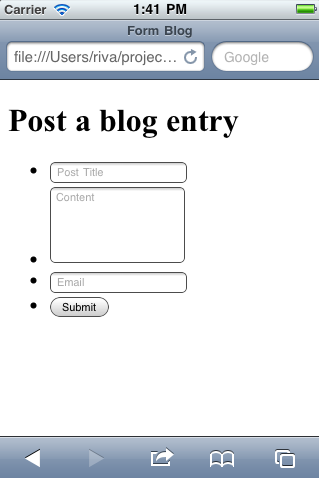 Carrier 1:41 PM
Form Blog
file:///Users/riva/projec... Google
Post a blog entry
Post Title
Content
Email
Submit